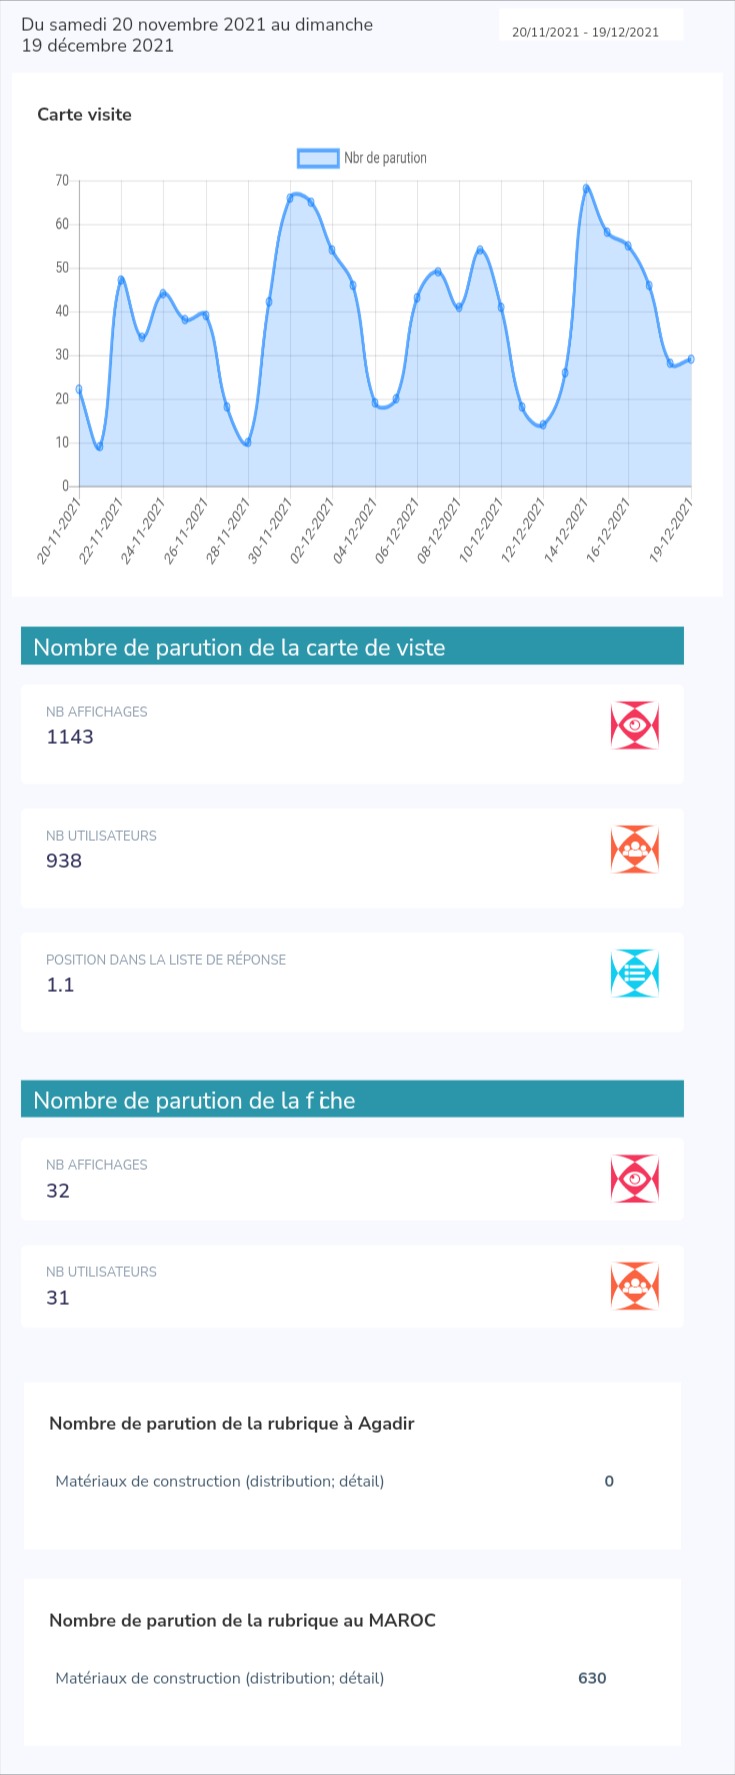 Du samedi 20 novembre 2021 au dimanche
19 décembre 2021
20/11/2021 - 19/12/2021
Carte visite
Nbr de parution
70
60
50
40
30
20
10
0
20-11-2021
22-11-2021
24-11-2021
26-11-2021
28-11-2021
30-11-2021
02-12-2021
04-12-2021
06-12-2021
08-12-2021
10-12-2021
12-12-2021
14-12-2021
16-12-2021
19-12-2021
Nombre de parution de la carte de viste
NB AFFICHAGES
1143
NB UTILISATEURS
938
POSITION DANS LA LISTE DE RÉPONSE
1.1
Nombre de parution de la fiche
NB AFFICHAGES
32
NB UTILISATEURS
31
Nombre de parution de la rubrique à Agadir
Matériaux de construction (distribution; détail) 0
Nombre de parution de la rubrique au MAROC
Matériaux de construction (distribution; détail) 630